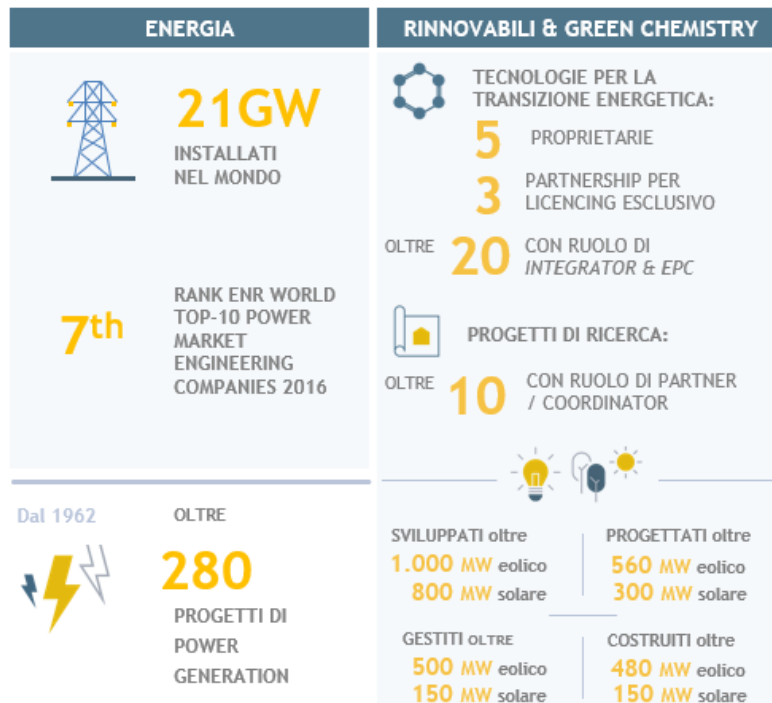 ENERGIA
21GW
INSTALLATI
NEL MONDO
7th
RANK ENR WORLD
TOP-10 POWER
MARKET
ENGINEERING
COMPANIES 2016
Dal 1962
OLTRE
280
PROGETTI DI
POWER
GENERATION
RINNOVABILI & GREEN CHEMISTRY
TECNOLOGIE PER LA
TRANSIZIONE ENERGETICA:
5 PROPRIETARIE
3 PARTNERSHIP PER
LICENCING ESCLUSIVO
OLTRE 20 CON RUOLO DI
INTEGRATOR & EPC
PROGETTI DI RICERCA:
OLTRE 10 CON RUOLO DI PARTNER
/ COORDINATOR
SVILUPPATI oltre
1.000 MW eolico
800 MW solare
PROGETTATI oltre
560 MW eolico
300 MW solare
GESTITI OLTRE
500 MW eolico
150 MW solare
COSTRUITI oltre
480 MW eolico
150 MW solare